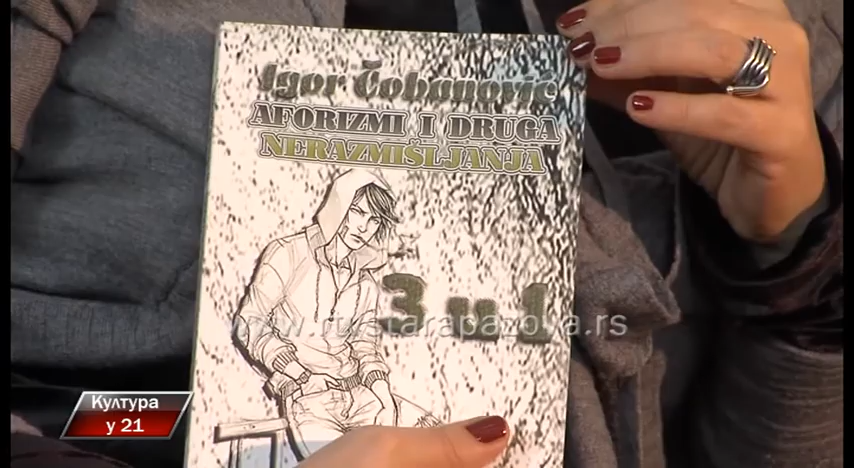 Igor Čobanović
AFORIZMI I DRUGA
NERAZMIŠLJANJA
3 u 1
www.rtvstarapazova.rs
Култура
у 21